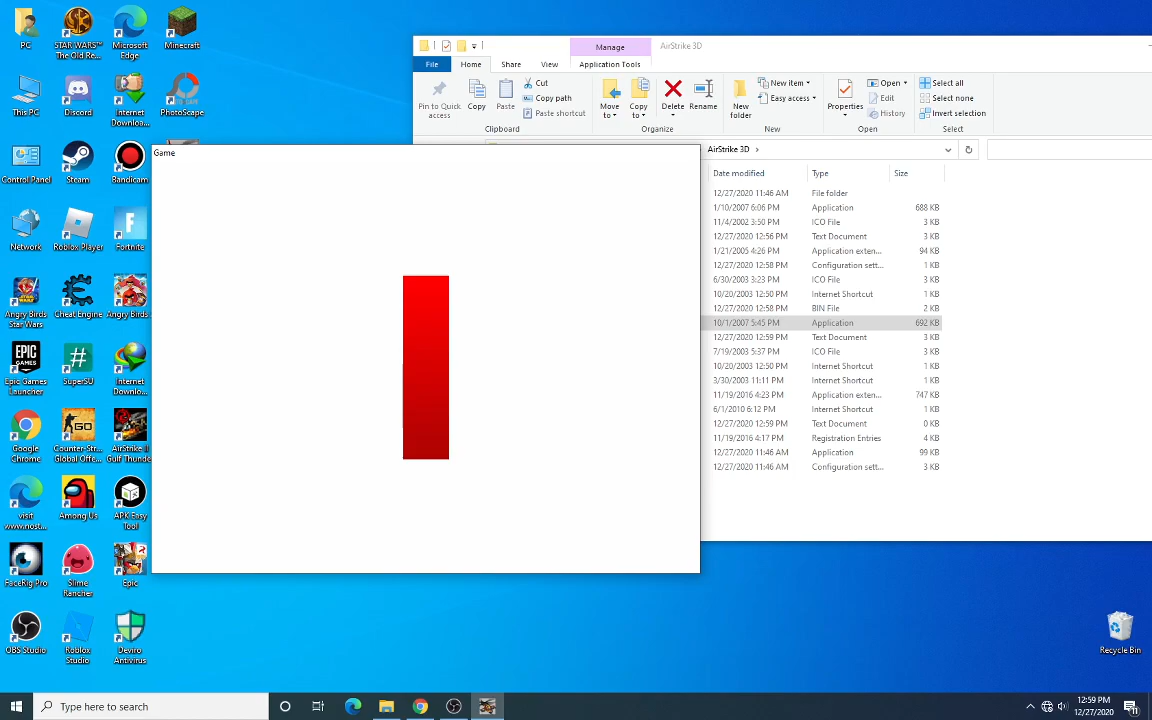 PC
STAR WARS™
The Old Re...
Microsoft
Edge
Minecraft
This PC
Discord
Internet
Downloa...
PhotoScape
Control Panel
Steam
Bandicam
Network
Roblox Player
Fortnite
Angry Birds
Star Wars
Cheat Engine
Angry Birds
EPIC
GAMES
Epic Games
Launcher
SuperSU
Internet
Downlo...
Google
Chrome
GO
Counter-Str...
Global Offe...
AirStrike II
Gulf Thunde
visit
www.nost...
Among Us
APK Easy
Tool
FaceRig Pro
Slime
Rancher
Epic
OBS Studio
Roblox
Studio
Deviro
Antivirus
Manage
AirStrike 3D
File
Home
Share
View
Application Tools
Pin to Quick
access
Copy
Paste
Cut
Copy path
Paste shortcut
Clipboard
Move
to
Copy
to
Delete
Rename
Organize
New
folder
New item
Easy access
New
Properties
Open
Edit
History
Open
Select all
Select none
Invert selection
Select
Game
AirStrike 3D
Date modified Type Size
12/27/2020 11:46 AM File folder
1/10/2007 6:06 PM Application 688 KB
11/4/2002 3:50 PM ICO File 3 KB
12/27/2020 12:56 PM Text Document 3 KB
1/21/2005 4:26 PM Application exten... 94 KB
12/27/2020 12:58 PM Configuration sett... 1 KB
6/30/2003 3:23 PM ICO File 3 KB
10/20/2003 12:50 PM Internet Shortcut 1 KB
12/27/2020 12:58 PM BIN File 2 KB
10/1/2007 5:45 PM Application 692 KB
12/27/2020 12:59 PM Text Document 3 KB
7/19/2003 5:37 PM ICO File 3 KB
10/20/2003 12:50 PM Internet Shortcut 1 KB
3/30/2003 11:11 PM Internet Shortcut 1 KB
11/19/2016 4:23 PM Application exten... 747 KB
6/1/2010 6:12 PM Internet Shortcut 1 KB
12/27/2020 12:59 PM Text Document 0 KB
11/19/2016 4:17 PM Registration Entries 4 KB
12/27/2020 11:46 AM Application 99 KB
12/27/2020 11:46 AM Configuration sett... 3 KB
Recycle Bin
Type here to search
12:59 PM
12/27/2020
11